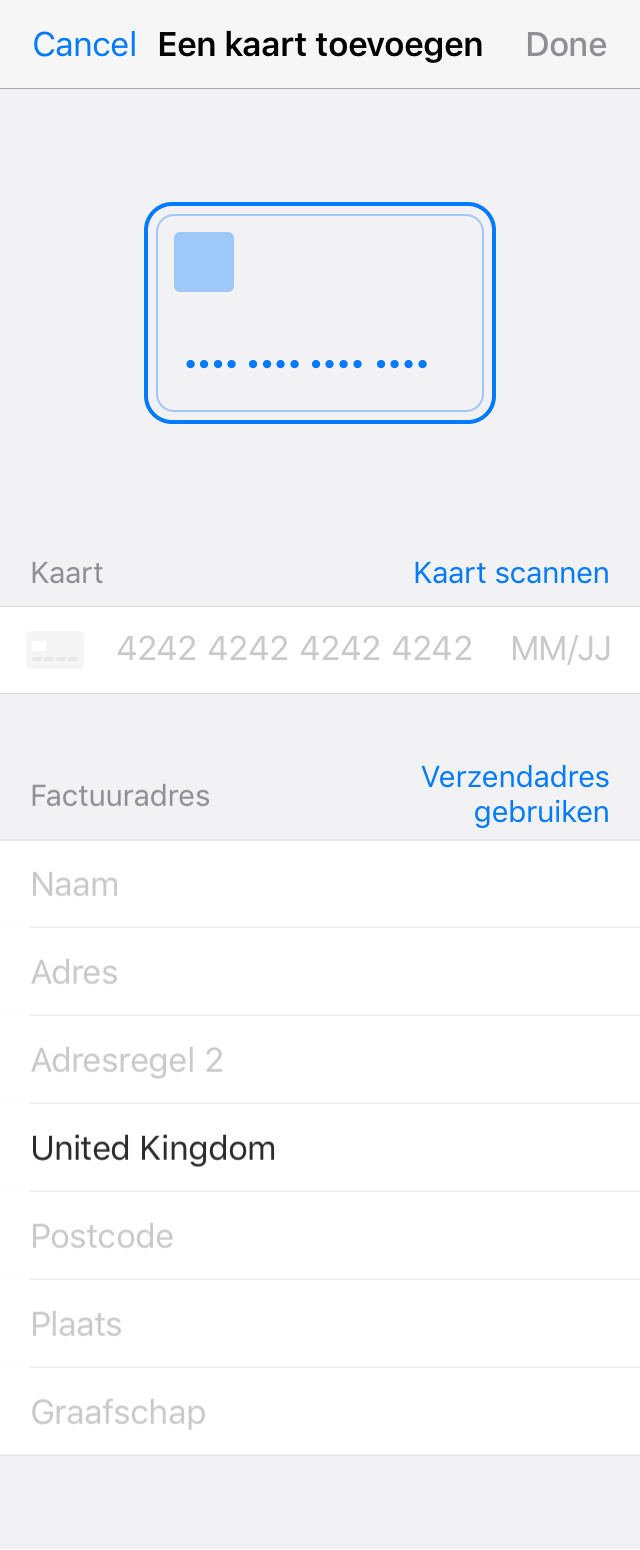 Cancel Een kaart toevoegen Done
•••• •••• •••• ••••
Kaart Kaart scannen
4242 4242 4242 4242 MM/JJ
Factuuradres Verzendadres
gebruiken
Naam
Adres
Adresregel 2
United Kingdom
Postcode
Plaats
Graafschap